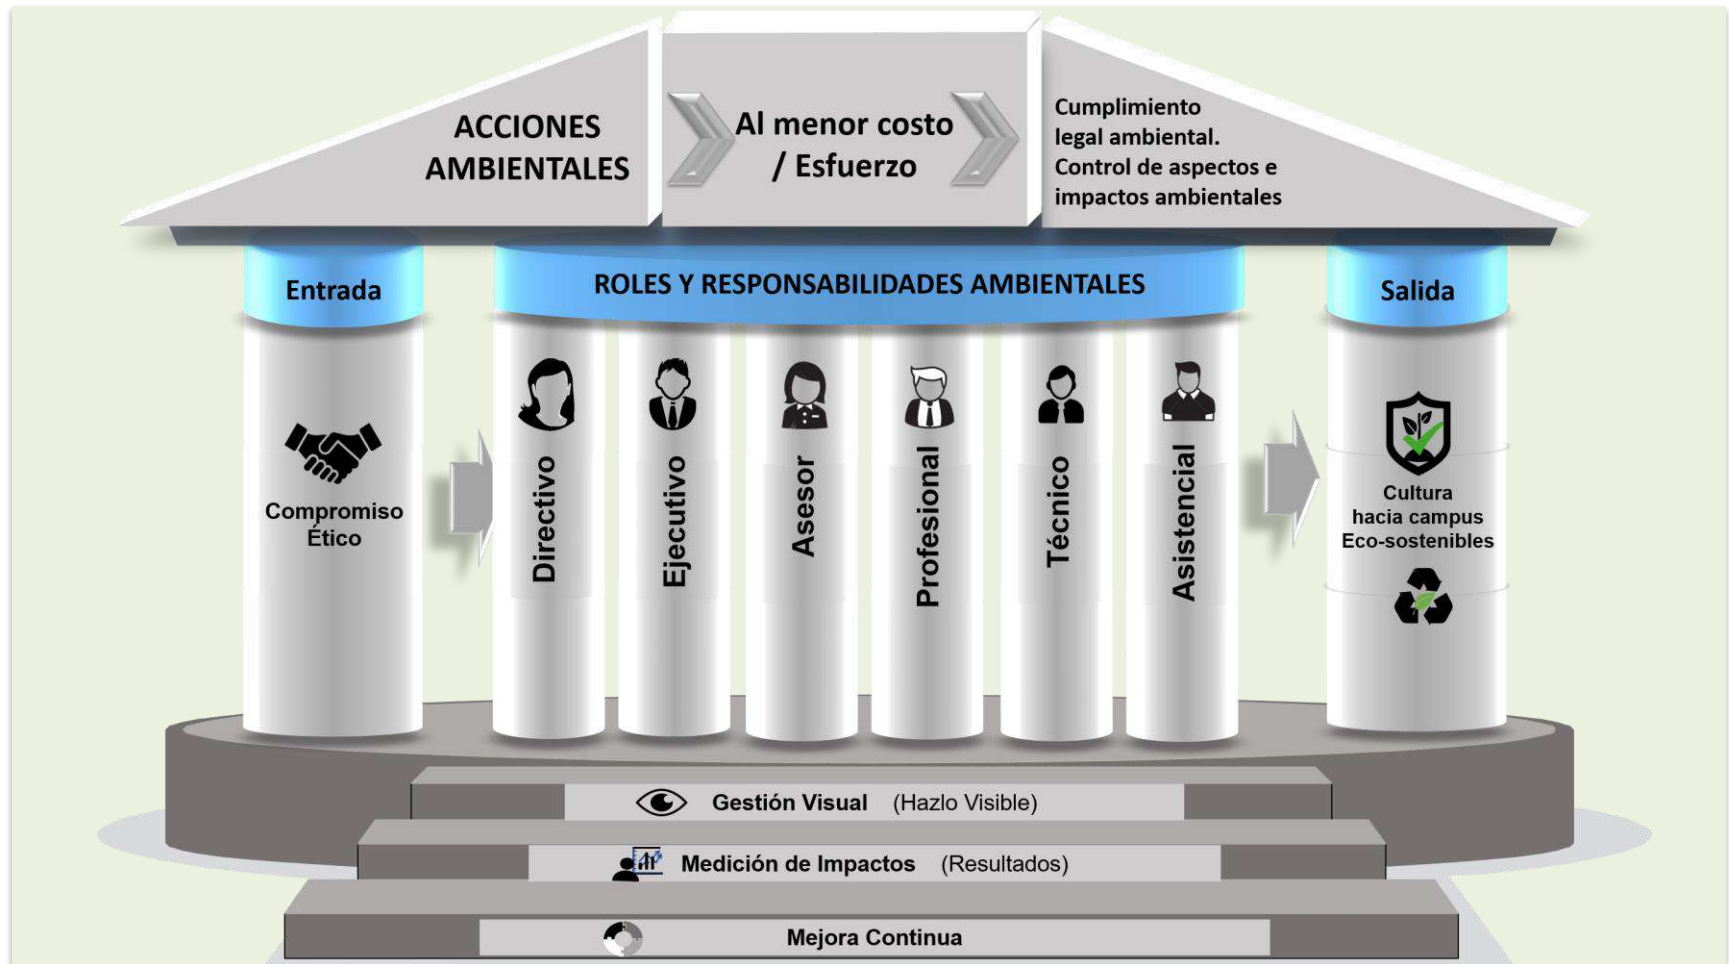 ACCIONES
AMBIENTALES
Al menor costo
/ Esfuerzo
Cumplimiento
legal ambiental.
Control de aspectos e
impactos ambientales
Entrada
ROLES Y RESPONSABILIDADES AMBIENTALES
Salida
Compromiso
Ético
Directivo
Ejecutivo
Asesor
Profesional
Técnico
Asistencial
Cultura
hacia campus
Eco-sostenibles
Gestión Visual (Hazlo Visible)
Medición de Impactos (Resultados)
Mejora Continua